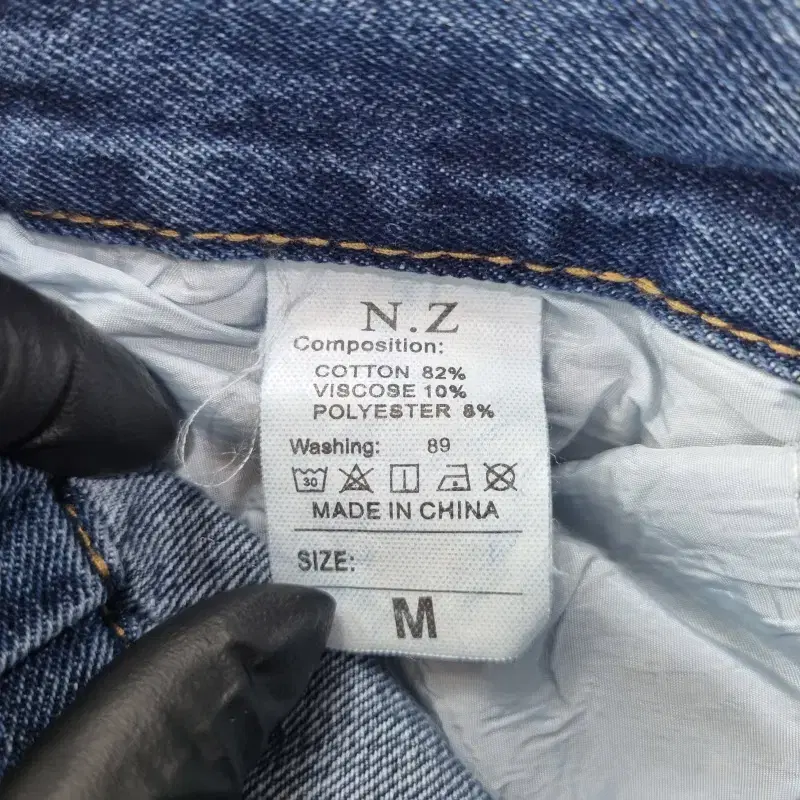 N.Z
Composition:
COTTON 82%
VISCOSE 10%
POLYESTER 8%
Washing: 89
30
MADE IN CHINA
SIZE:
M